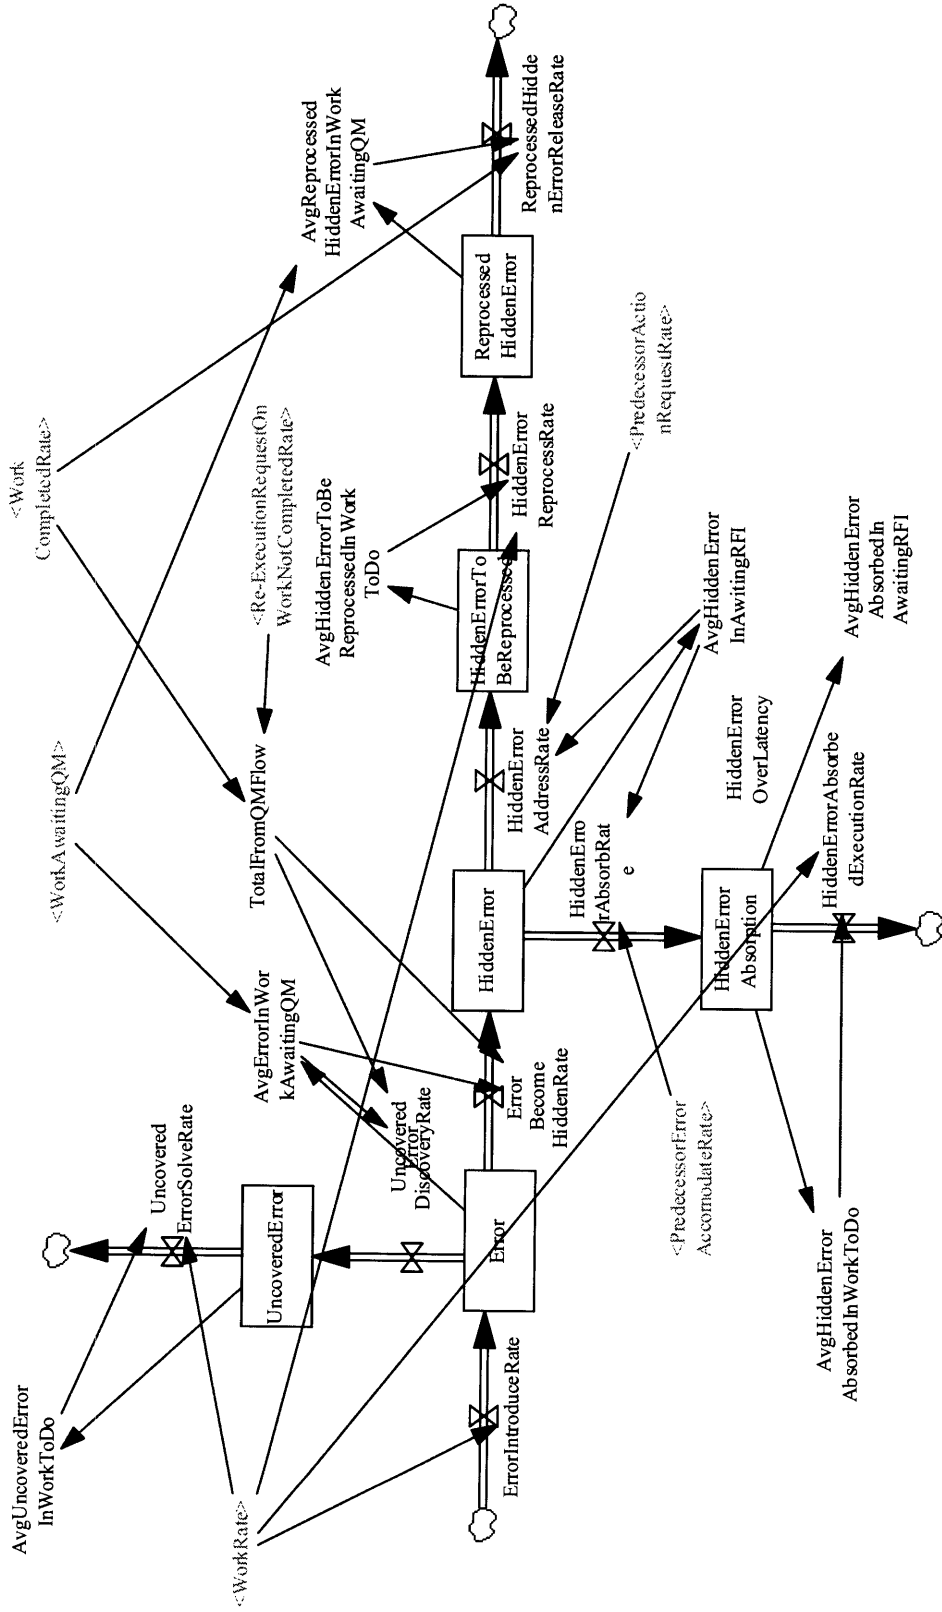 AvgUncoveredError
InWorkToDo
<WorkRate>
Uncovered
ErrorSolveRate
UncoveredError
Uncovered
Error
DiscoveryRate
Error
ErrorIntroduceRate
<WorkAwaitingQM>
AvgErrorInWor
kAwaitingQM
TotalFromQMFlow
<Work
CompletedRate>
<Re-ExecutionRequestOn
WorkNotCompletedRate>
Error
Become
HiddenRate
HiddenError
HiddenError
AddressRate
AvgHiddenErrorToBe
ReprocessedInWork
ToDo
HiddenErrorTo
BeReprocessed
HiddenError
ReprocessRate
Reprocessed
HiddenError
AvgReprocessed
HiddenErrorInWork
AwaitingQM
ReprocessedHidde
nErrorReleaseRate
<PredecessorActio
nRequestRate>
AvgHiddenError
InAwitingRFI
HiddenErro
rAbsorbRat
e
<PredecessorError
AccomodateRate>
HiddenError
Absorption
HiddenError
OverLatency
AvgHiddenError
AbsorbedInWorkToDo
HiddenErrorAbsorbe
dExecutionRate
AvgHiddenError
AbsorbedIn
AwaitingRFI